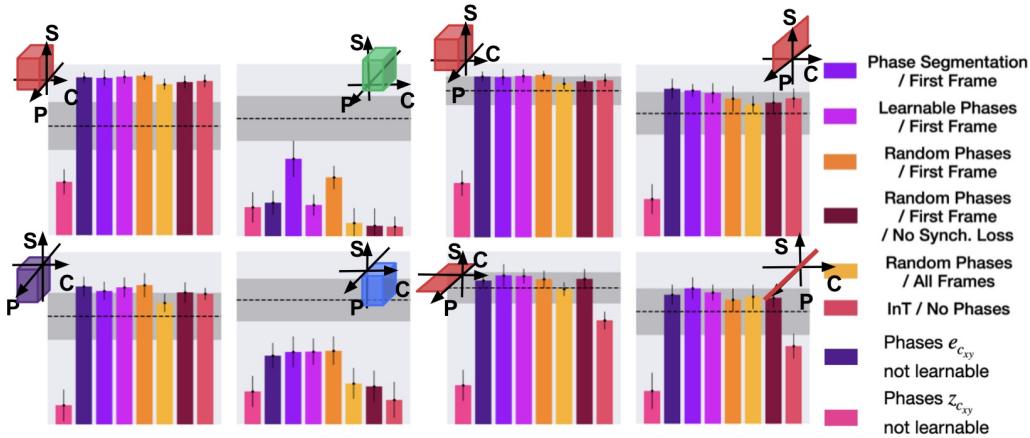 S
C
P
S
C
P
S
C
P
S
C
P
S
C
P
S
C
P
S
C
P
S
C
P
Phase Segmentation
/ First Frame
Learnable Phases
/ First Frame
Random Phases
/ First Frame
Random Phases
/ First Frame
/ No Synch. Loss
Random Phases
/ All Frames
InT / No Phases
Phases e_{c_{xy}}
not learnable
Phases z_{c_{xy}}
not learnable